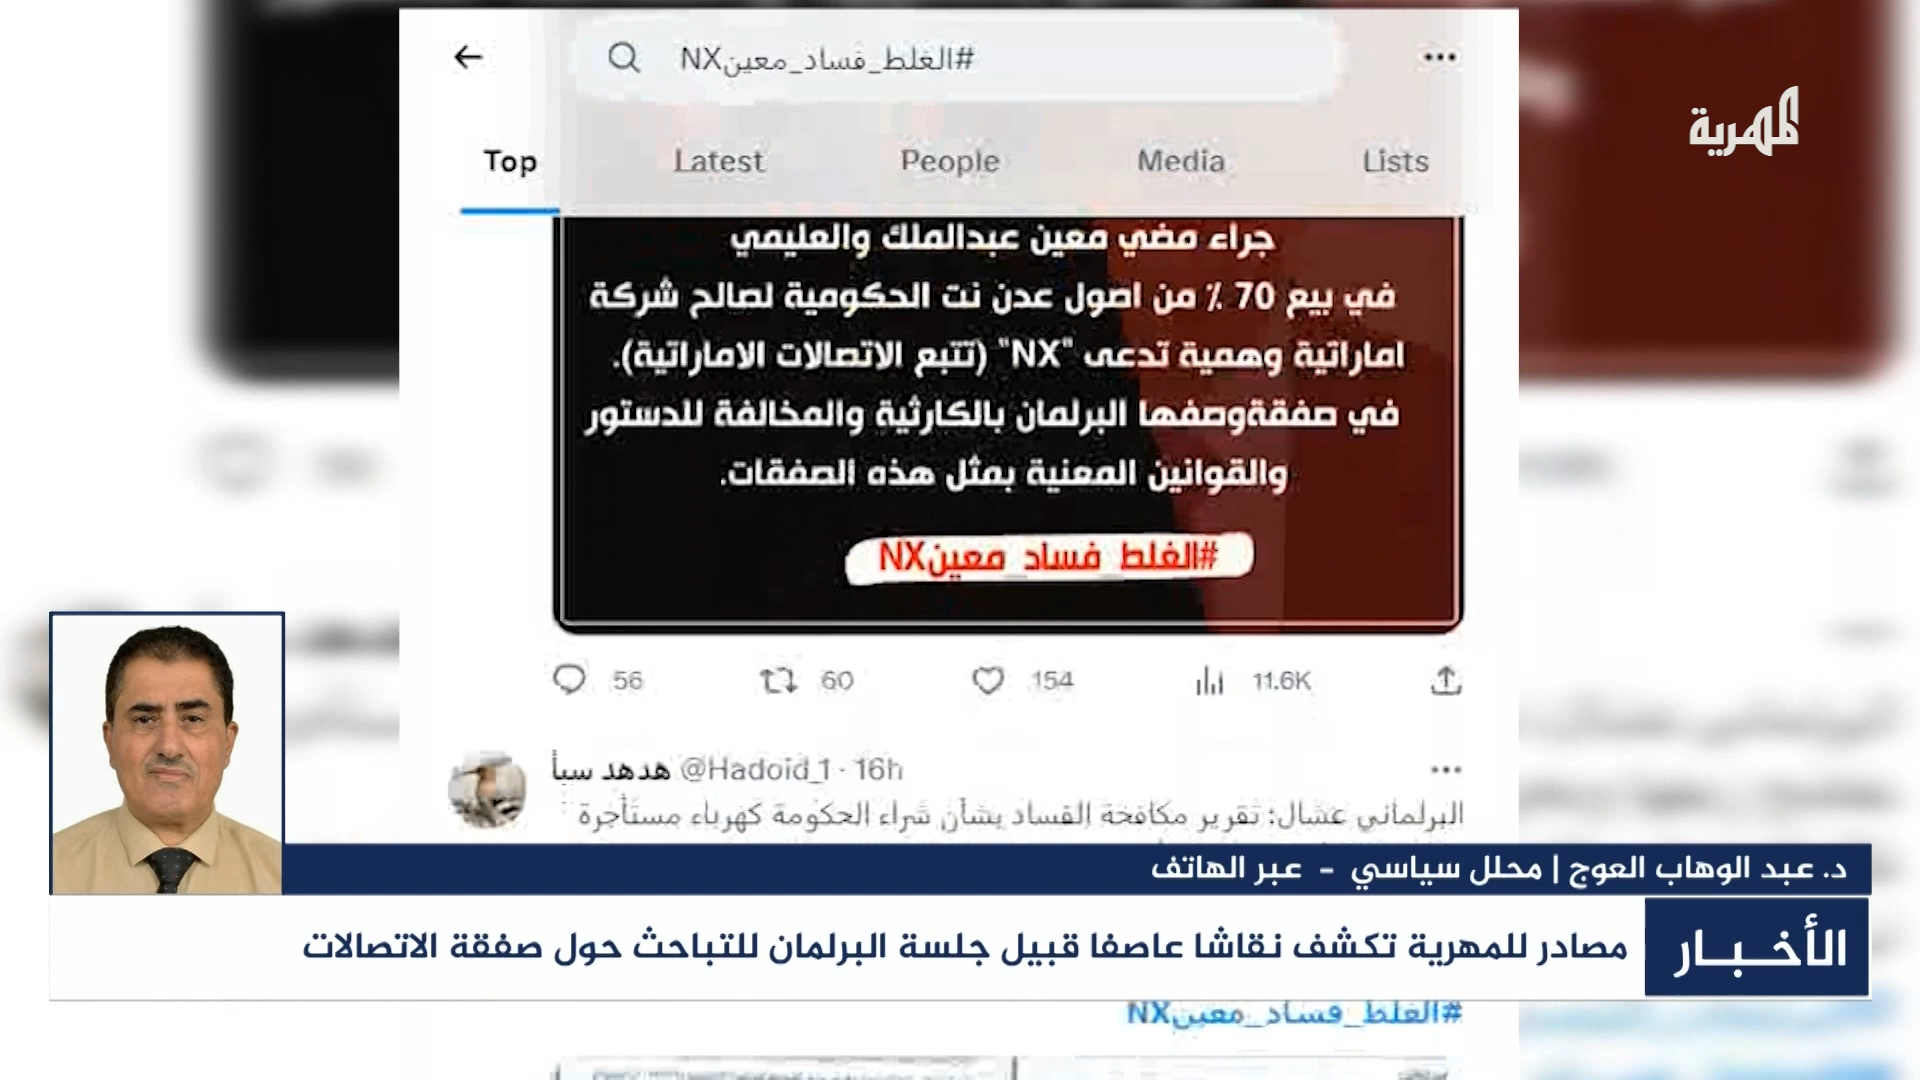 #الغلط_فساد_معينNX
المهرية
Top Latest People Media Lists
جراء مضي معين عبدالملك والعليمي
في بيع 70 ٪ من اصول عدن نت الحكومية لصالح شركة
اماراتية وهمية تدعى "NX" (تتبع الاتصالات الاماراتية).
في صفقةوصفها البرلمان بالكارثية والمخالفة للدستور
والقوانين المعنية بمثل هذه الصفقات.
#الغلط_فساد_معينNX
56 60 154 11.6K
هدهد سبأ @Hadoid_1 · 16h
البرلماني عشال: تقرير مكافحة الفساد بشأن شراء الحكومة كهرباء مستأجرة
د. عبد الوهاب العوج | محلل سياسي - عبر الهاتف
الأخبار
مصادر للمهرية تكشف نقاشا عاصفا قبيل جلسة البرلمان للتباحث حول صفقة الاتصالات
#الغلط_فساد_معينNX